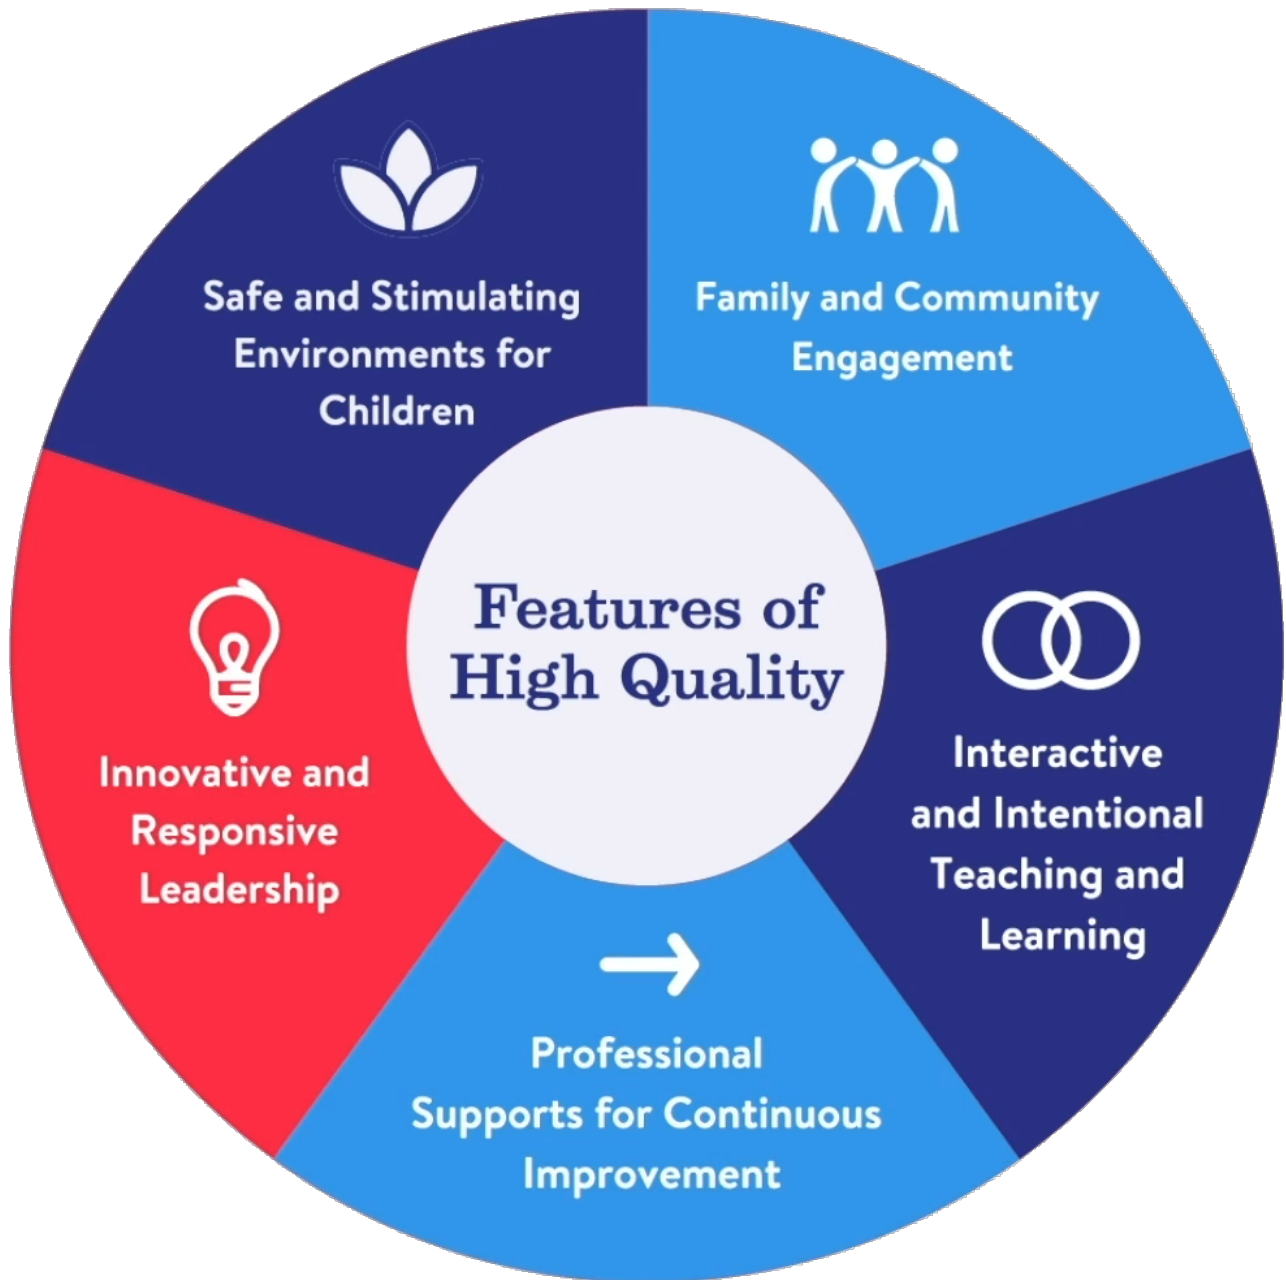 Features of
High Quality
Family and Community
Engagement
Interactive
and Intentional
Teaching and
Learning
Professional
Supports for Continuous
Improvement
Innovative and
Responsive
Leadership
Safe and Stimulating
Environments for
Children